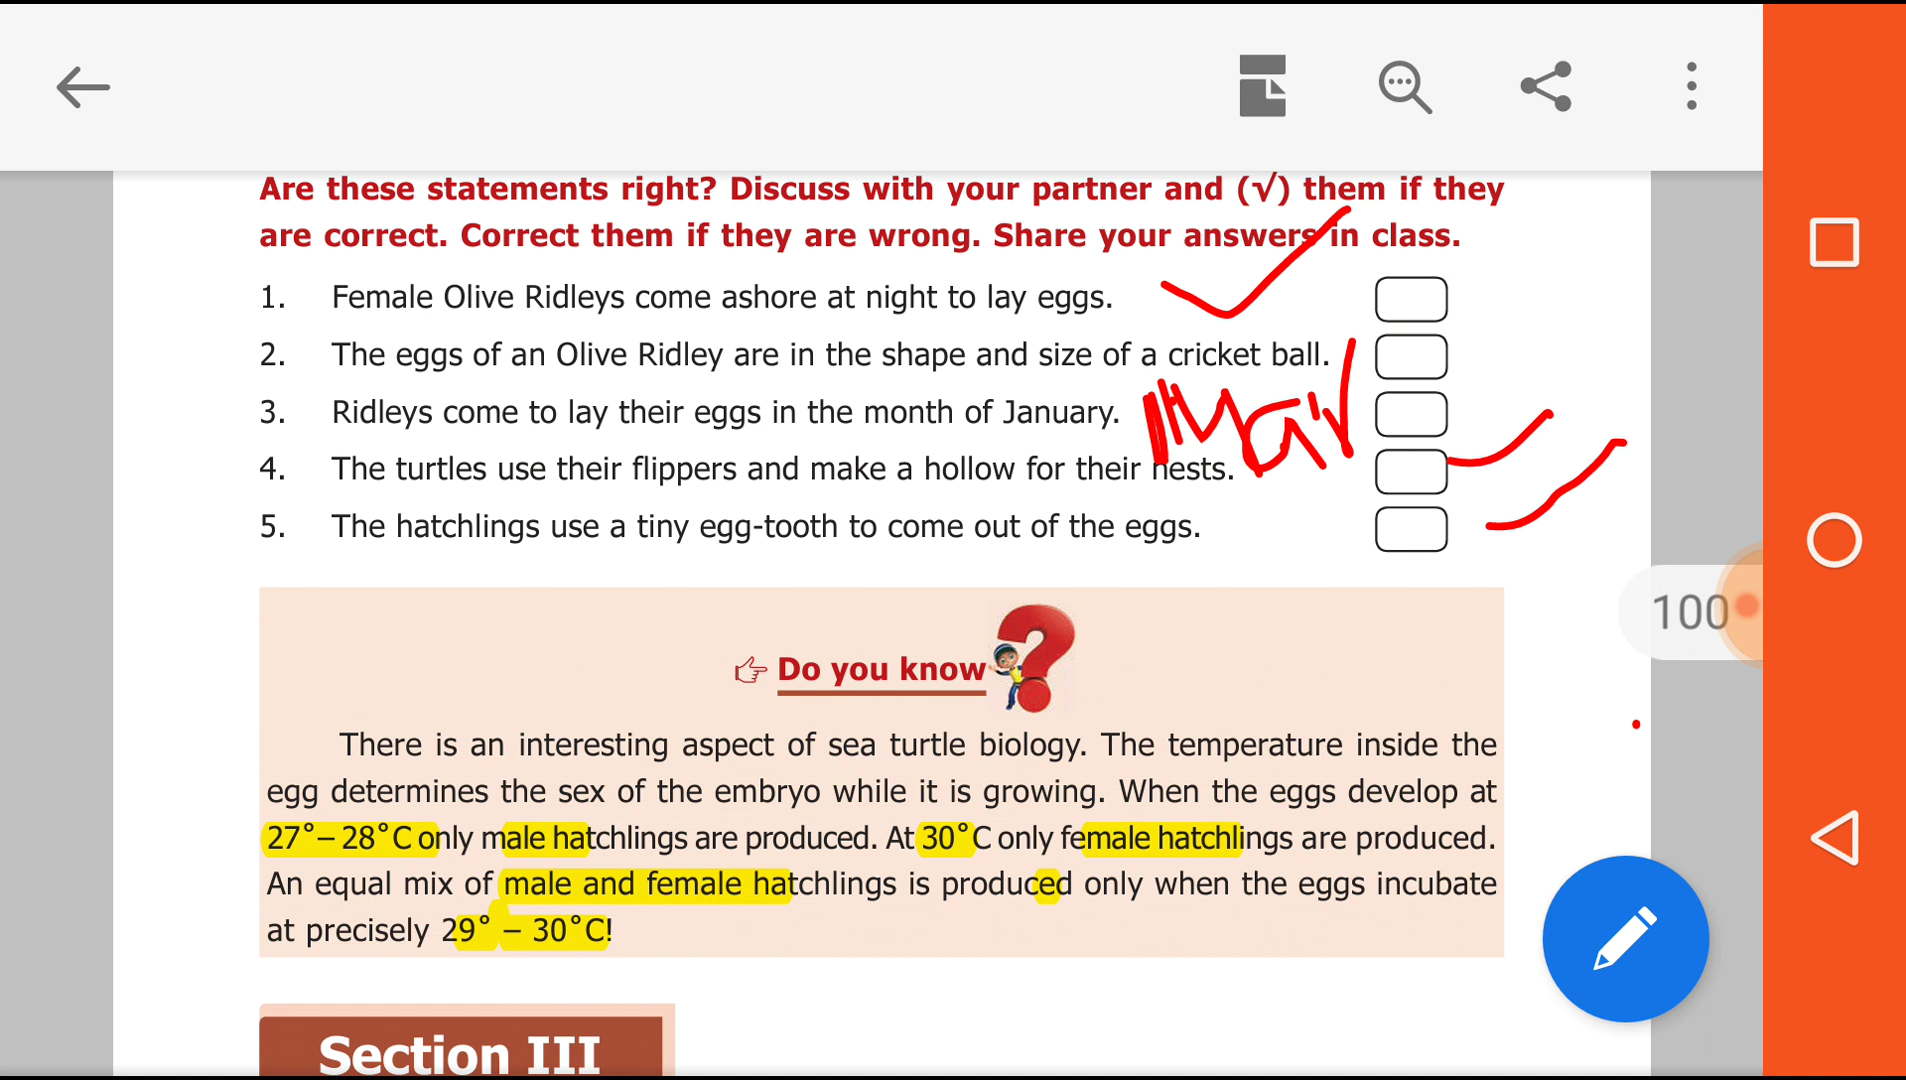 Are these statements right? Discuss with your partner and (√) them if they
are correct. Correct them if they are wrong. Share your answers in class.
1. Female Olive Ridleys come ashore at night to lay eggs.
2. The eggs of an Olive Ridley are in the shape and size of a cricket ball.
3. Ridleys come to lay their eggs in the month of January.
4. The turtles use their flippers and make a hollow for their nests.
5. The hatchlings use a tiny egg-tooth to come out of the eggs.
100
Do you know
There is an interesting aspect of sea turtle biology. The temperature inside the
egg determines the sex of the embryo while it is growing. When the eggs develop at
27°– 28°C only male hatchlings are produced. At 30°C only female hatchlings are produced.
An equal mix of male and female hatchlings is produced only when the eggs incubate
at precisely 29° – 30°C!
Section III